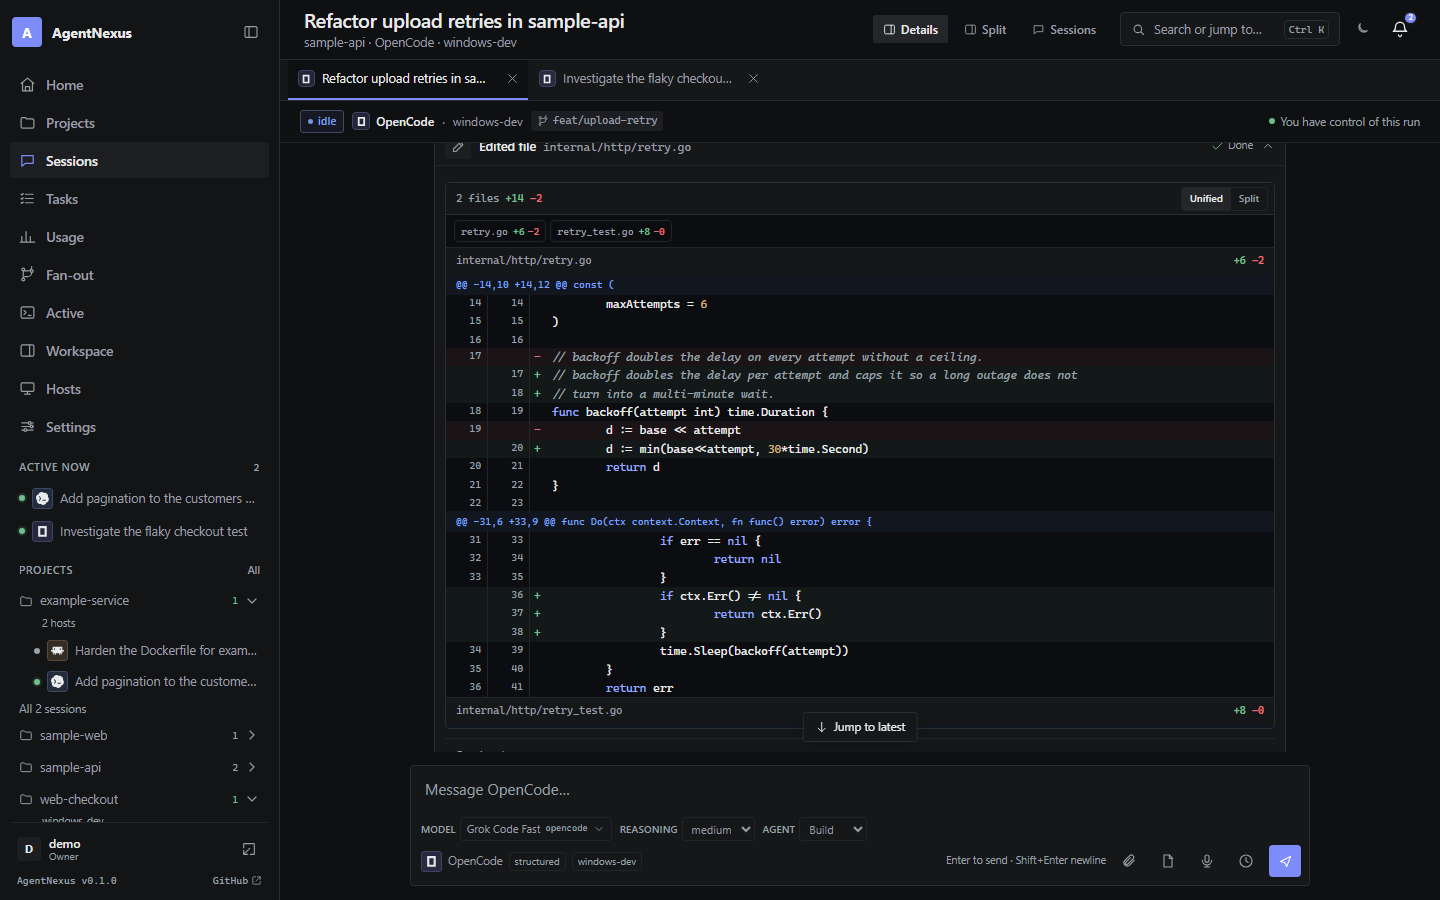 A AgentNexus
Home
Projects
Sessions
Tasks
Usage
Fan-out
Active
Workspace
Hosts
Settings
ACTIVE NOW 2
Add pagination to the customers ...
Investigate the flaky checkout test
PROJECTS All
example-service 1
2 hosts
Harden the Dockerfile for exam...
Add pagination to the custome...
All 2 sessions
sample-web 1
sample-api 2
web-checkout 1
windows-dev
D demo
Owner
AgentNexus v0.1.0 GitHub
Refactor upload retries in sample-api
sample-api · OpenCode · windows-dev
Details Split Sessions Search or jump to... Ctrl K 2
Refactor upload retries in sa... Investigate the flaky checkou...
idle OpenCode · windows-dev feat/upload-retry You have control of this run
Edited file internal/http/retry.go Done
2 files +14 −2 Unified Split
retry.go +6 −2 retry_test.go +8 −0
internal/http/retry.go +6 −2
@@ -14,10 +14,12 @@ const (
14 14 maxAttempts = 6
15 15 )
16 16
17 − // backoff doubles the delay on every attempt without a ceiling.
17 + // backoff doubles the delay per attempt and caps it so a long outage does not
18 + // turn into a multi-minute wait.
18 19 func backoff(attempt int) time.Duration {
19 − d := base << attempt
20 + d := min(base<<attempt, 30*time.Second)
20 21 return d
21 22 }
22 23
@@ -31,6 +33,9 @@ func Do(ctx context.Context, fn func() error) error {
31 33 if err == nil {
32 34 return nil
33 35 }
36 + if ctx.Err() != nil {
37 + return ctx.Err()
38 + }
34 39 time.Sleep(backoff(attempt))
35 40 }
36 41 return err
internal/http/retry_test.go +8 −0
Jump to latest
Message OpenCode...
MODEL Grok Code Fast opencode REASONING medium AGENT Build
OpenCode structured windows-dev Enter to send · Shift+Enter newline